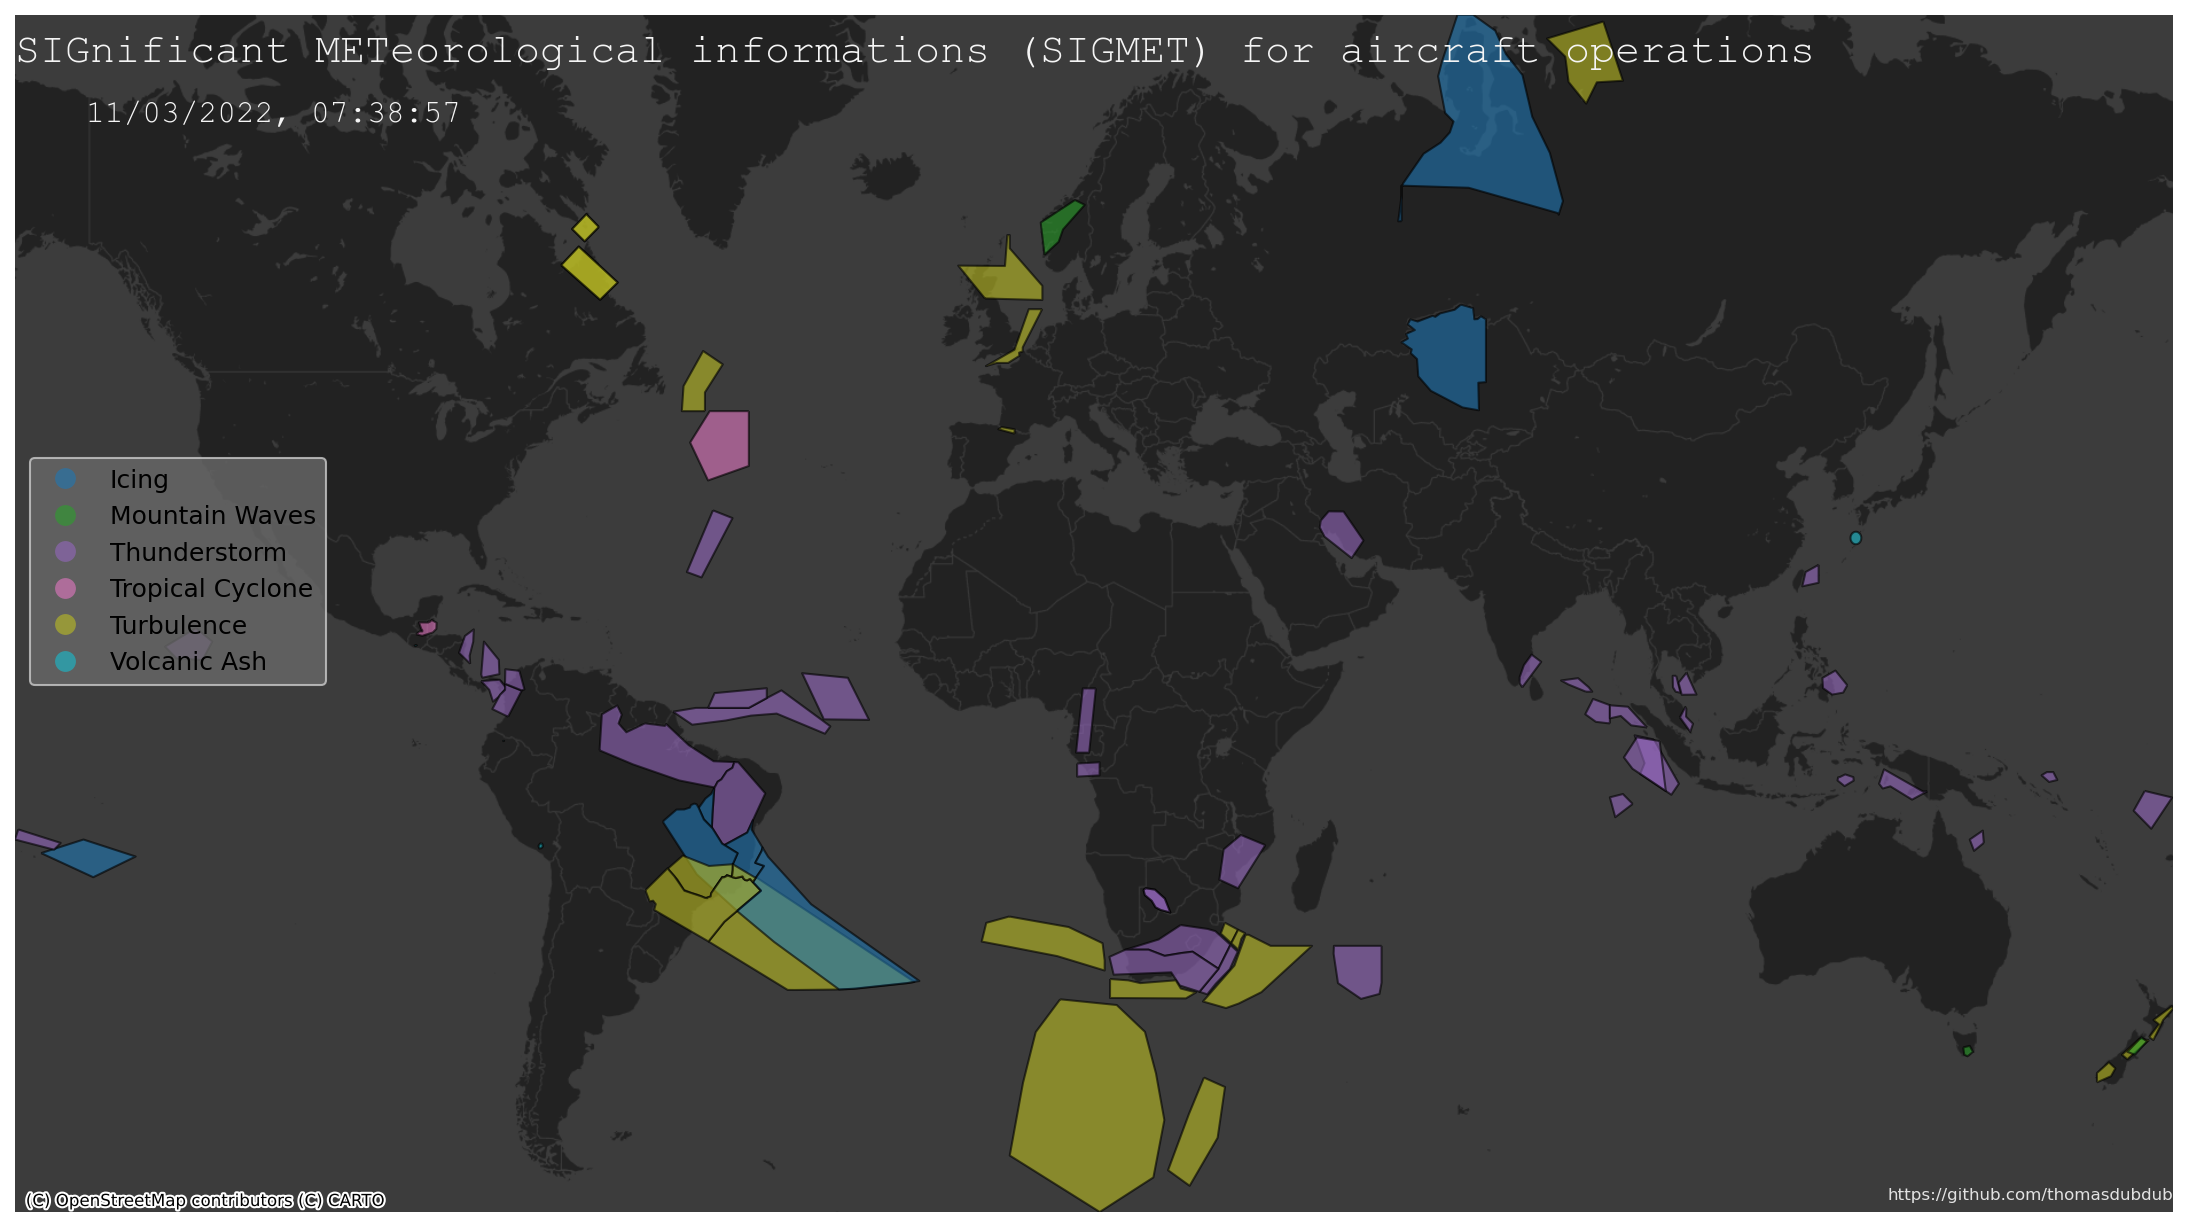 SIGnificant METeorological informations (SIGMET) for aircraft operations
11/03/2022, 07:38:57
Icing
Mountain Waves
Thunderstorm
Tropical Cyclone
Turbulence
Volcanic Ash
(C) OpenStreetMap contributors (C) CARTO
https://github.com/thomasdubdub